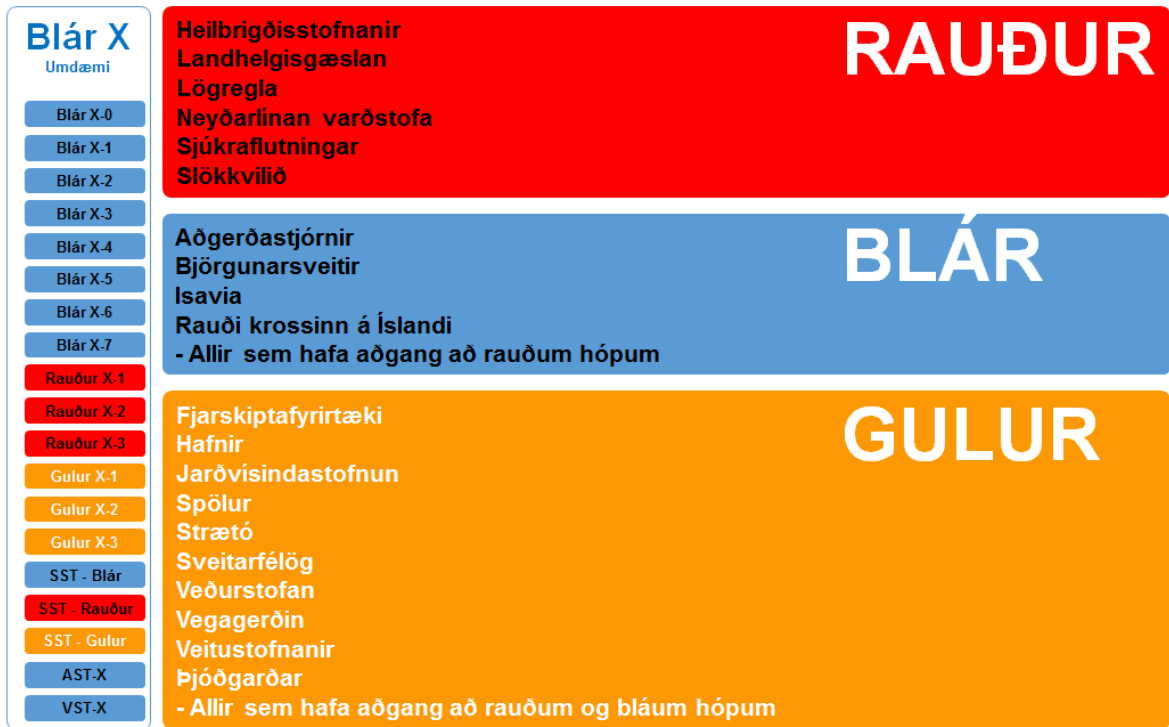 Blár X
Umdæmi
Blár X-0
Blár X-1
Blár X-2
Blár X-3
Blár X-4
Blár X-5
Blár X-6
Blár X-7
Rauður X-1
Rauður X-2
Rauður X-3
Gulur X-1
Gulur X-2
Gulur X-3
SST - Blár
SST - Rauður
SST - Gulur
AST-X
VST-X
RAUÐUR
Heilbrigðisstofnanir
Landhelgisgæslan
Lögregla
Neyðarlínan varðstofa
Sjúkraflutningar
Slökkvilið
BLÁR
Aðgerðastjórnir
Björgunarsveitir
Isavia
Rauði krossinn á Íslandi
- Allir sem hafa aðgang að rauðum hópum
GULUR
Fjarskiptafyrirtæki
Hafnir
Jarðvísindastofnun
Spölur
Strætó
Sveitarfélög
Veðurstofan
Vegagerðin
Veitustofnanir
Þjóðgarðar
- Allir sem hafa aðgang að rauðum og bláum hópum